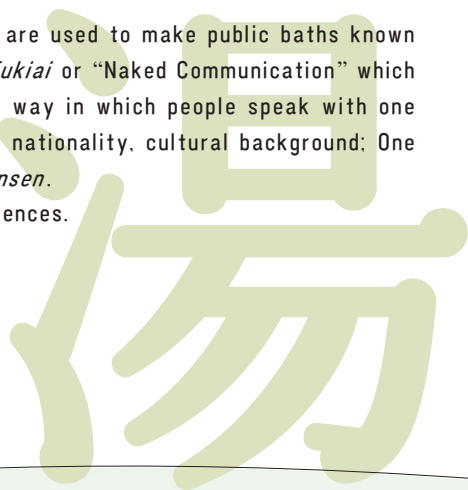 are used to make public baths known
ukiai or “Naked Communication” which
way in which people speak with one
nationality, cultural background; One
nsen.
ences.
湯